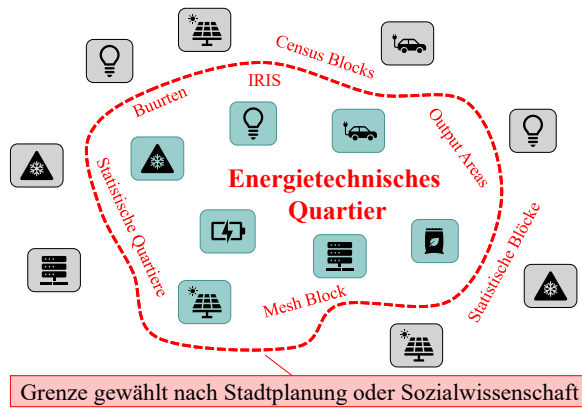 Census Blocks
IRIS
Buurten
Output Areas
Statistische Quartiere
Energietechnisches
Quartier
Statistische Blöcke
Mesh Block
Grenze gewählt nach Stadtplanung oder Sozialwissenschaft